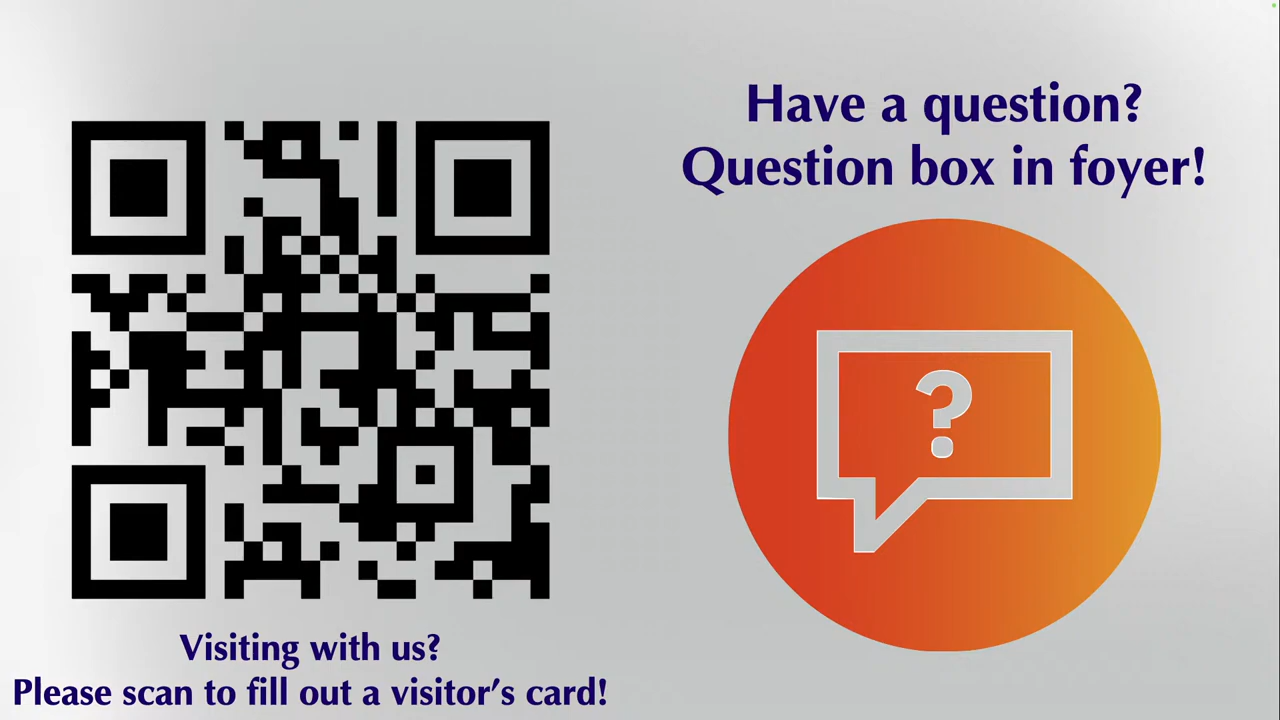 Have a question?
Question box in foyer!
?
Visiting with us?
Please scan to fill out a visitor’s card!